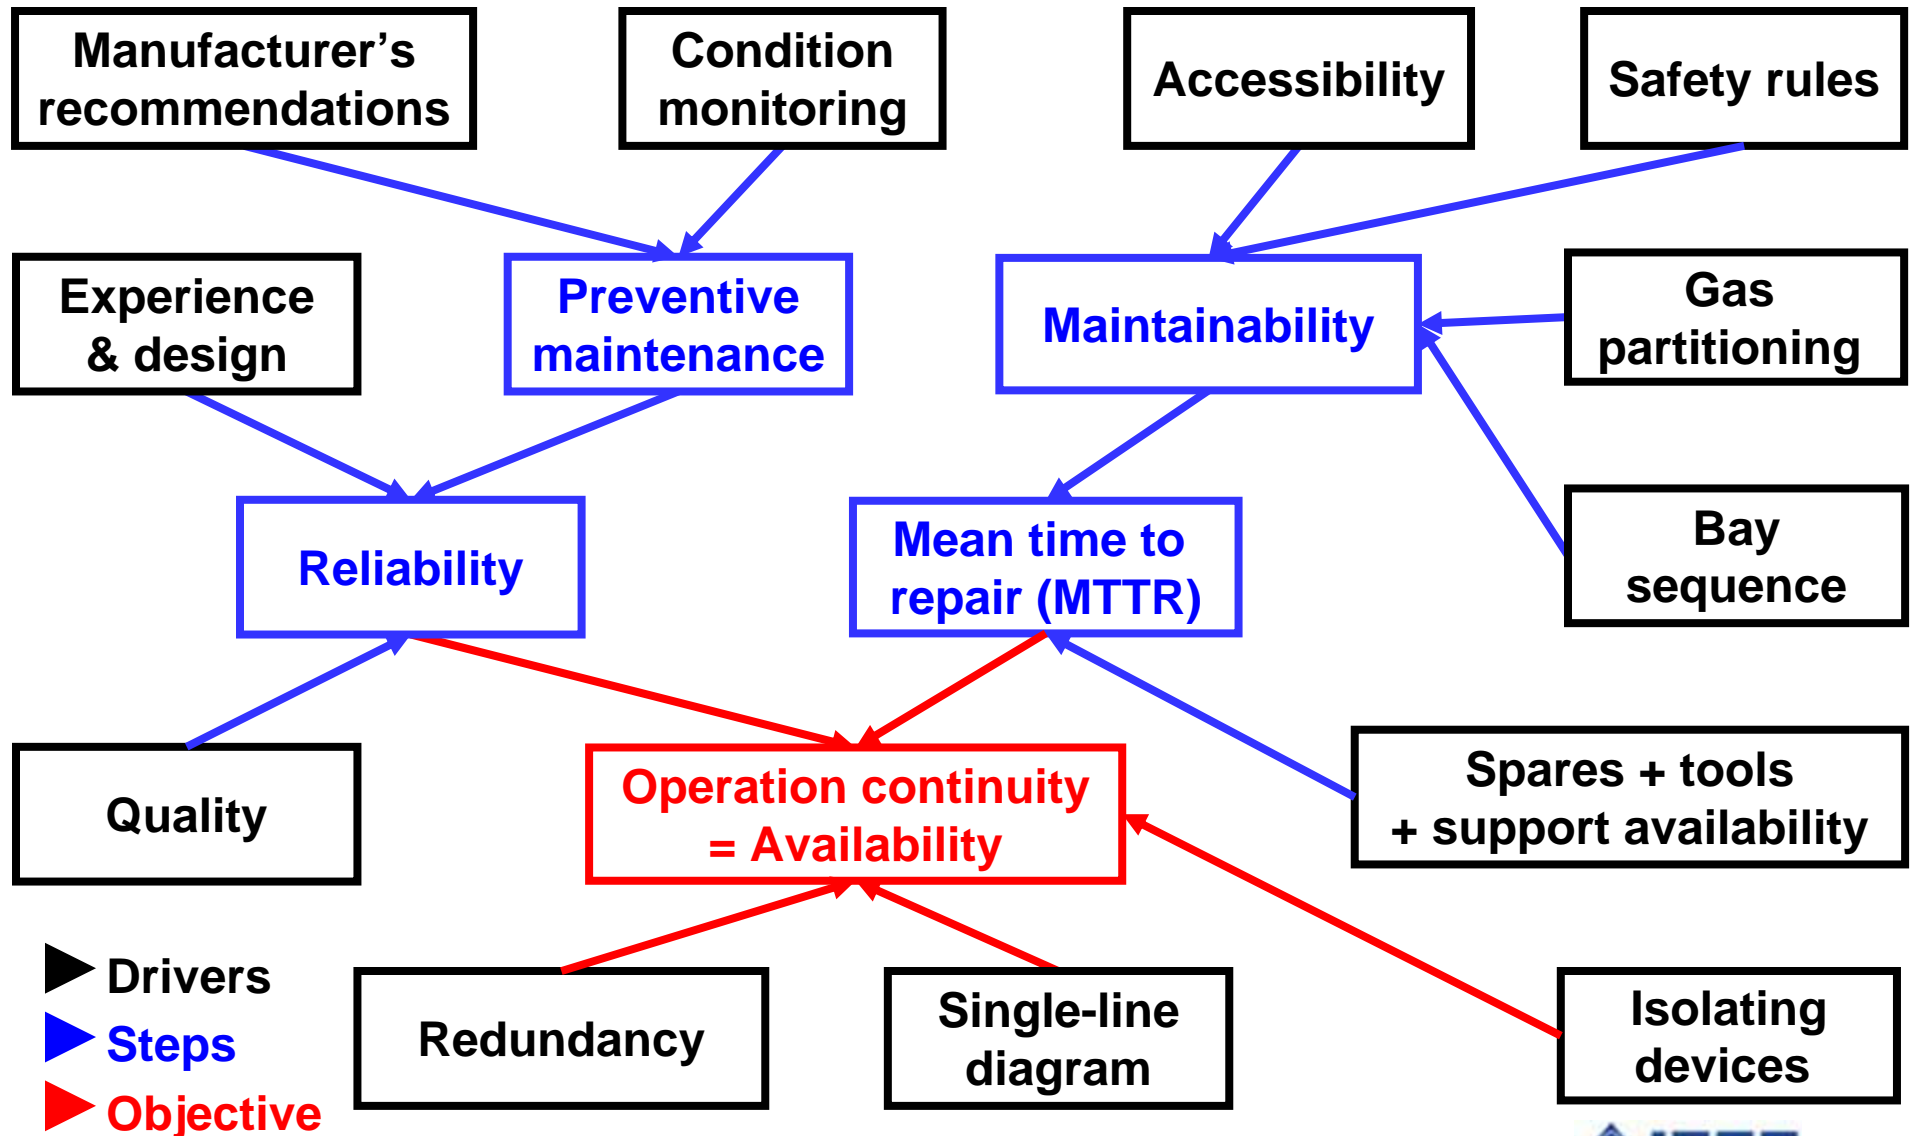 Manufacturer’s
recommendations
Condition
monitoring
Accessibility
Safety rules
Experience
& design
Preventive
maintenance
Maintainability
Gas
partitioning
Reliability
Mean time to
repair (MTTR)
Bay
sequence
Quality
Operation continuity
= Availability
Spares + tools
+ support availability
Drivers
Steps
Objective
Redundancy
Single-line
diagram
Isolating
devices